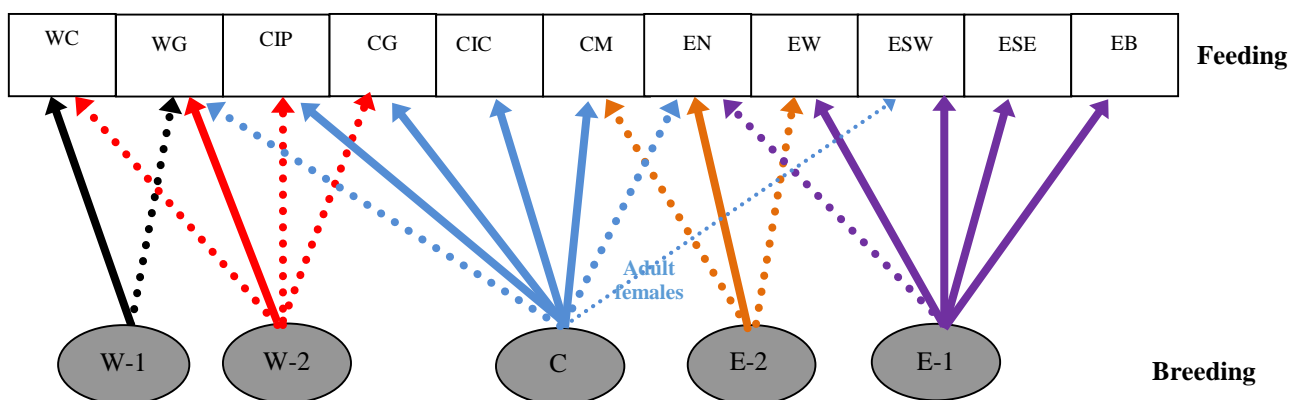 WC WG CIP CG CIC CM EN EW ESW ESE EB
Feeding
Adult
females
W-1 W-2 C E-2 E-1
Breeding